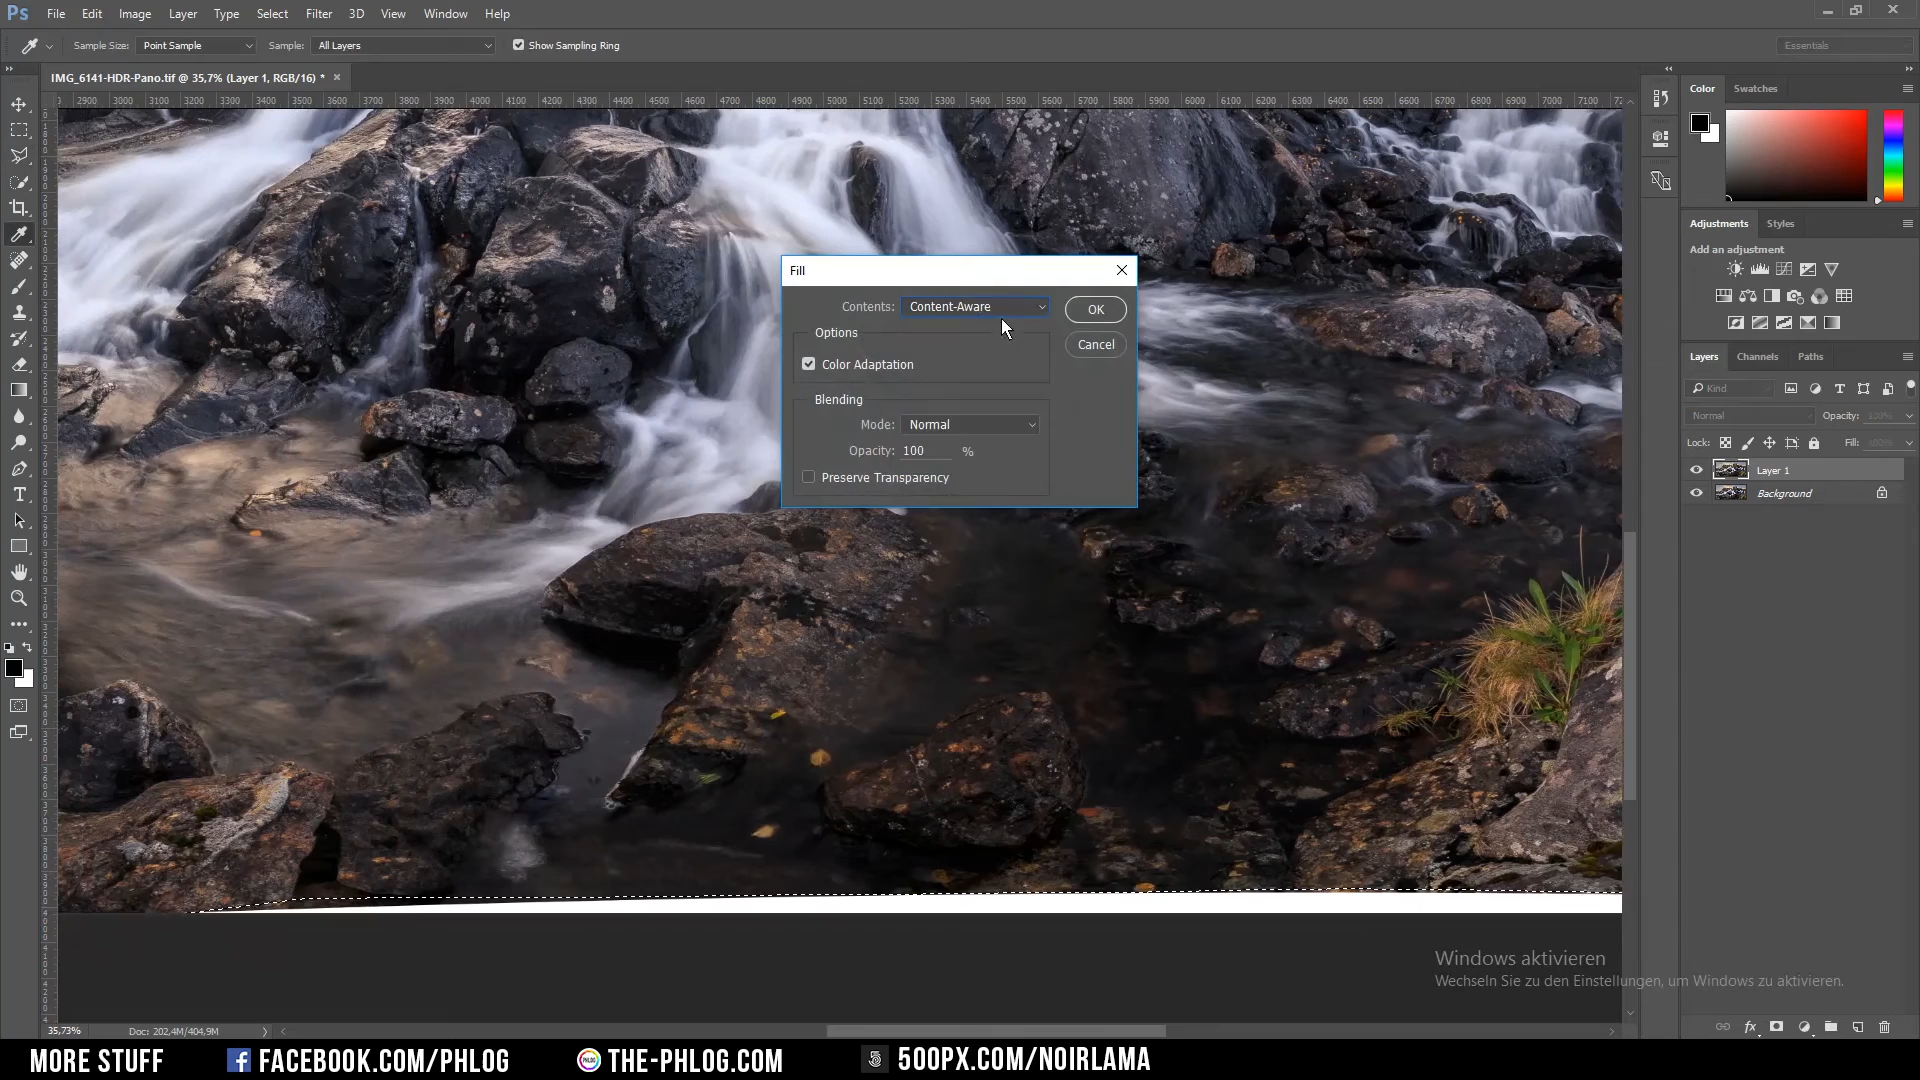 Ps File Edit Image Layer Type Select Filter 3D View Window Help
Sample Size: Point Sample Sample: All Layers Show Sampling Ring Essentials
IMG_6141-HDR-Pano.tif @ 35,7% (Layer 1, RGB/16) *
2900 3000 3100 3200 3300 3400 3500 3600 3700 3800 3900 4000 4100 4200 4300 4400 4500 4600 4700 4800 4900 5000 5100 5200 5300 5400 5500 5600 5700 5800 5900 6000 6100 6200 6300 6400 6500 6600 6700 6800 6900 7000 7100
Color Swatches
Adjustments Styles
Add an adjustment
Fill
Contents: Content-Aware
OK
Options
Cancel
Color Adaptation
Blending
Mode: Normal
Opacity: 100 %
Preserve Transparency
Layers Channels Paths
Kind
Normal Opacity: 100%
Lock: Fill: 100%
Layer 1
Background
Windows aktivieren
Wechseln Sie zu den Einstellungen, um Windows zu aktivieren.
35,73% Doc: 202,4M/404,9M
MORE STUFF FACEBOOK.COM/PHLOG THE-PHLOG.COM 500PX.COM/NOIRLAMA